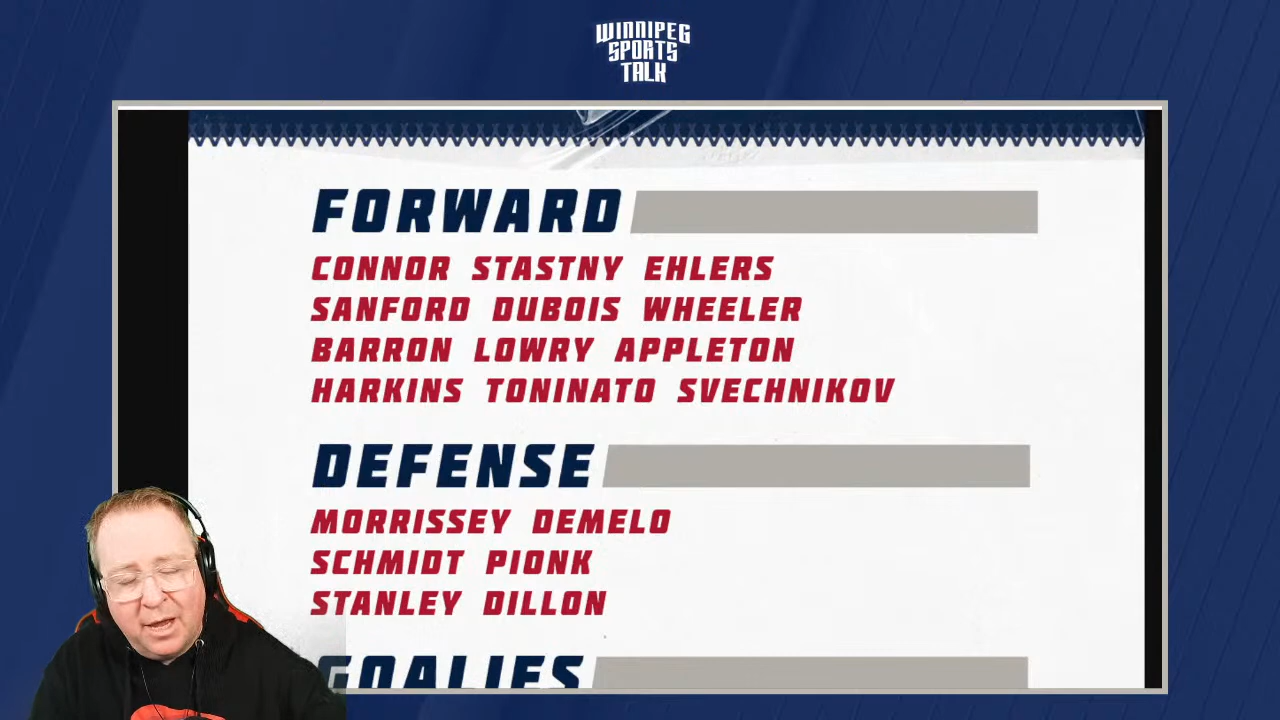 WINNIPEG
SPORTS
TALK
FORWARD
CONNOR STASTNY EHLERS
SANFORD DUBOIS WHEELER
BARRON LOWRY APPLETON
HARKINS TONINATO SVECHNIKOV
DEFENSE
MORRISSEY DEMELO
SCHMIDT PIONK
STANLEY DILLON
GOALIES